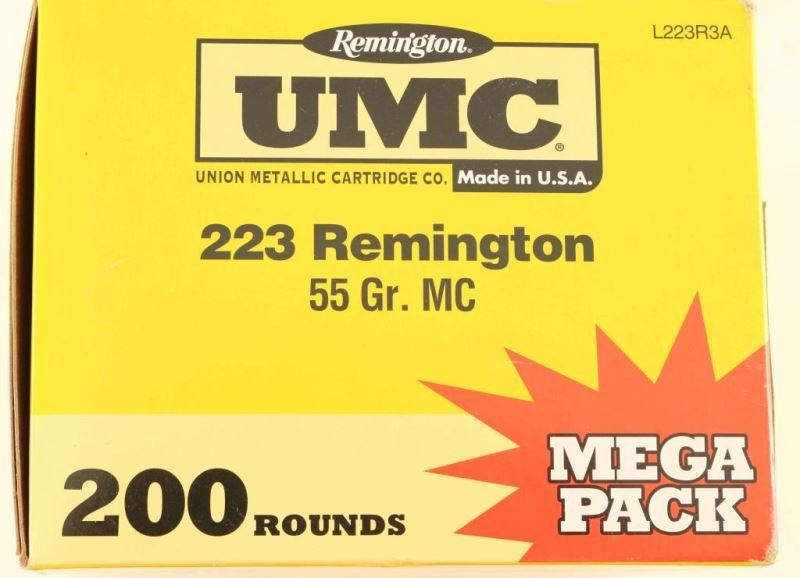 L223R3A
Remington®
UMC®
UNION METALLIC CARTRIDGE CO. Made in U.S.A.
223 Remington
55 Gr. MC
MEGA
PACK
200 ROUNDS